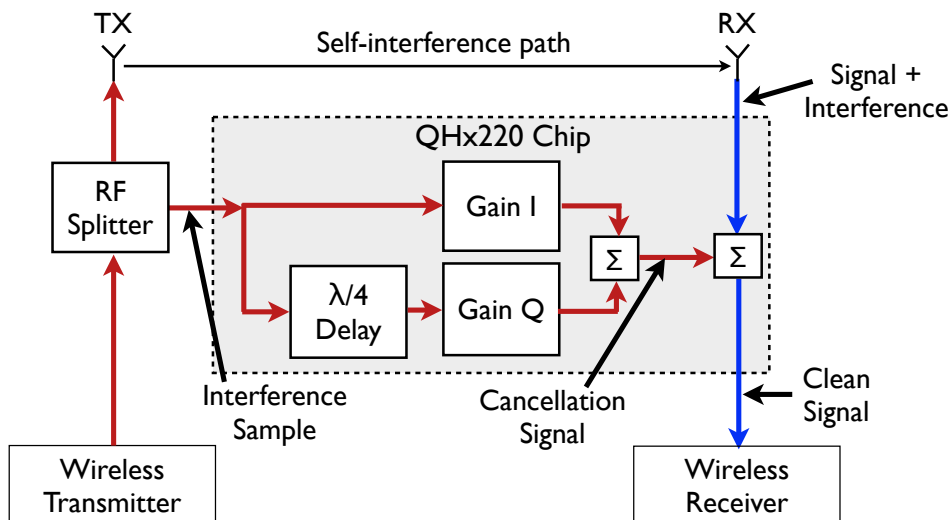 TX
RX
Self-interference path
Signal +
Interference
QHx220 Chip
RF
Splitter
Gain I
Σ
Σ
λ/4
Delay
Gain Q
Interference
Sample
Cancellation
Signal
Clean
Signal
Wireless
Transmitter
Wireless
Receiver